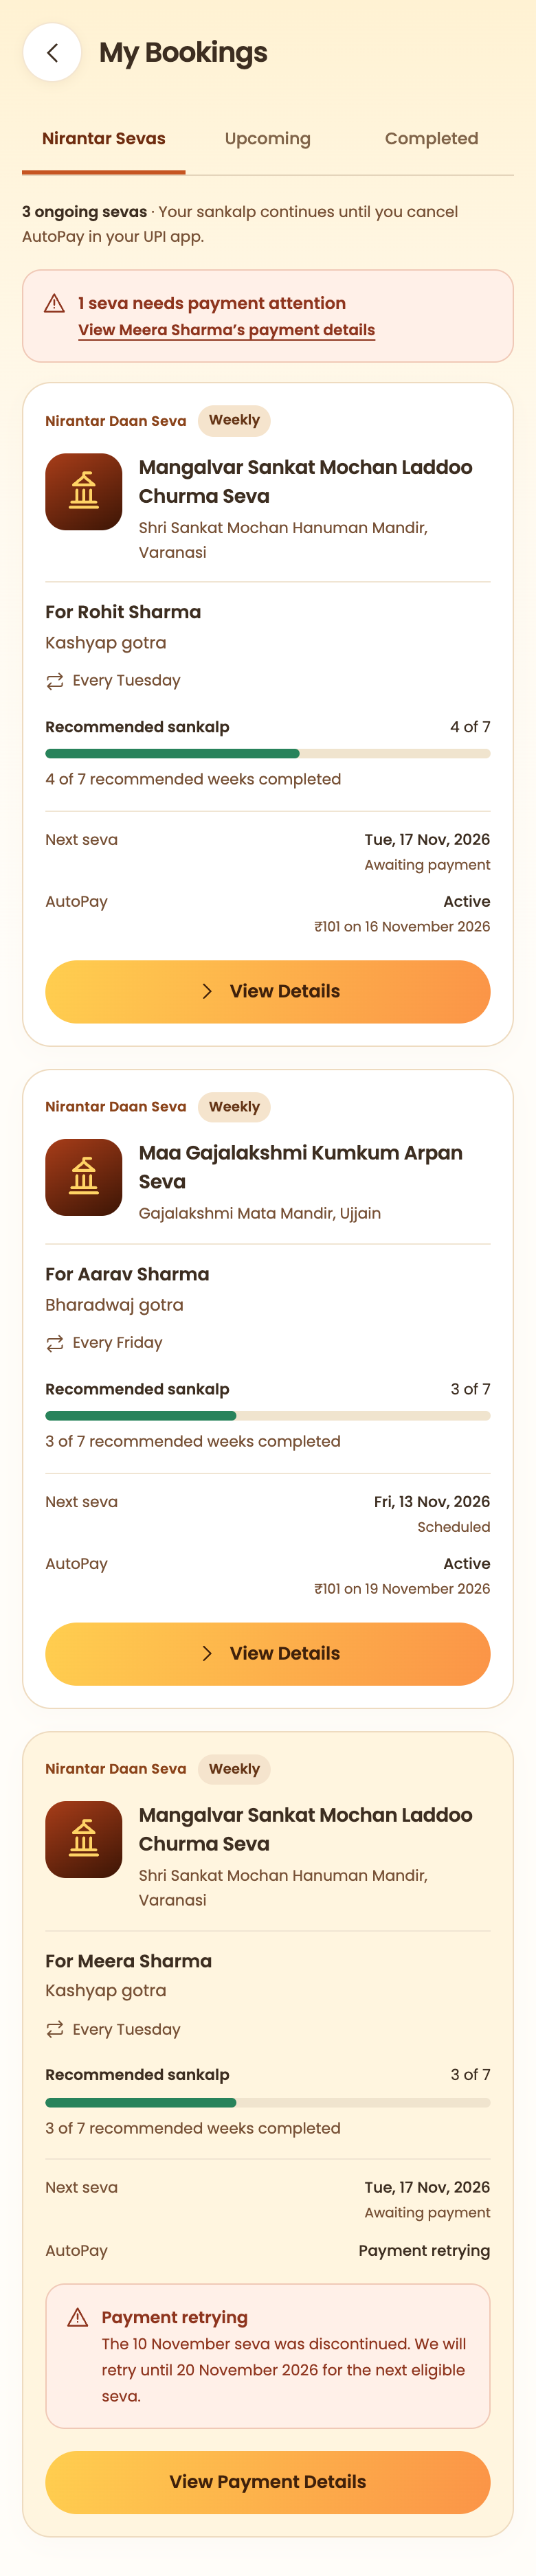 My Bookings
Nirantar Sevas
Upcoming
Completed
3 ongoing sevas · Your sankalp continues until you cancel
AutoPay in your UPI app.
1 seva needs payment attention
View Meera Sharma’s payment details
Nirantar Daan Seva
Weekly
Mangalvar Sankat Mochan Laddoo
Churma Seva
Shri Sankat Mochan Hanuman Mandir,
Varanasi
For Rohit Sharma
Kashyap gotra
Every Tuesday
Recommended sankalp
4 of 7
4 of 7 recommended weeks completed
Next seva
Tue, 17 Nov, 2026
Awaiting payment
AutoPay
Active
₹101 on 16 November 2026
View Details
Nirantar Daan Seva
Weekly
Maa Gajalakshmi Kumkum Arpan
Seva
Gajalakshmi Mata Mandir, Ujjain
For Aarav Sharma
Bharadwaj gotra
Every Friday
Recommended sankalp
3 of 7
3 of 7 recommended weeks completed
Next seva
Fri, 13 Nov, 2026
Scheduled
AutoPay
Active
₹101 on 19 November 2026
View Details
Nirantar Daan Seva
Weekly
Mangalvar Sankat Mochan Laddoo
Churma Seva
Shri Sankat Mochan Hanuman Mandir,
Varanasi
For Meera Sharma
Kashyap gotra
Every Tuesday
Recommended sankalp
3 of 7
3 of 7 recommended weeks completed
Next seva
Tue, 17 Nov, 2026
Awaiting payment
AutoPay
Payment retrying
Payment retrying
The 10 November seva was discontinued. We will
retry until 20 November 2026 for the next eligible
seva.
View Payment Details